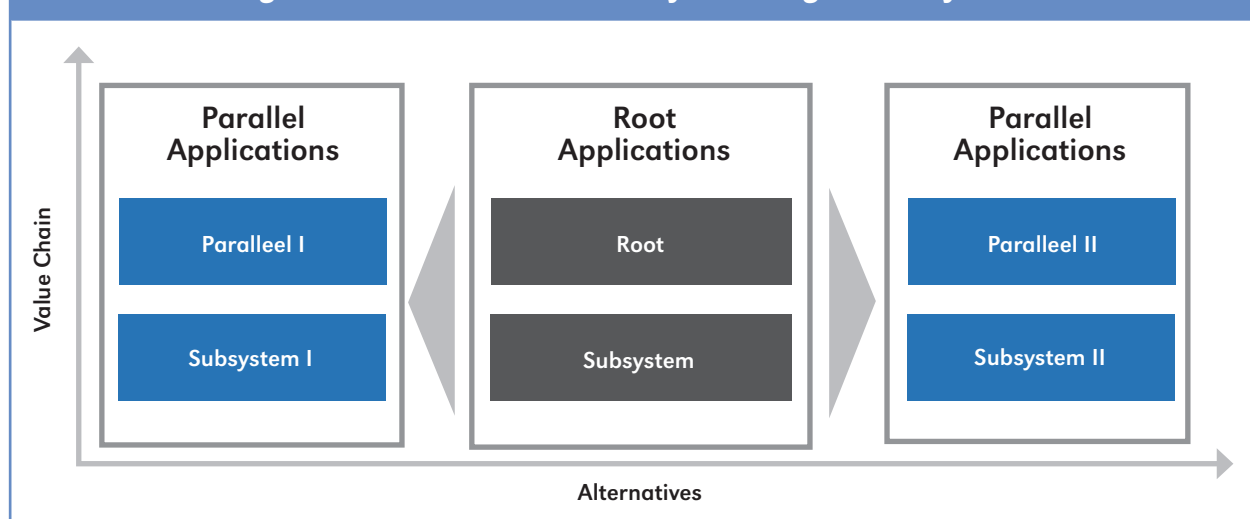 Value Chain
Parallel
Applications
Paralleel I
Subsystem I
Root
Applications
Root
Subsystem
Parallel
Applications
Paralleel II
Subsystem II
Alternatives